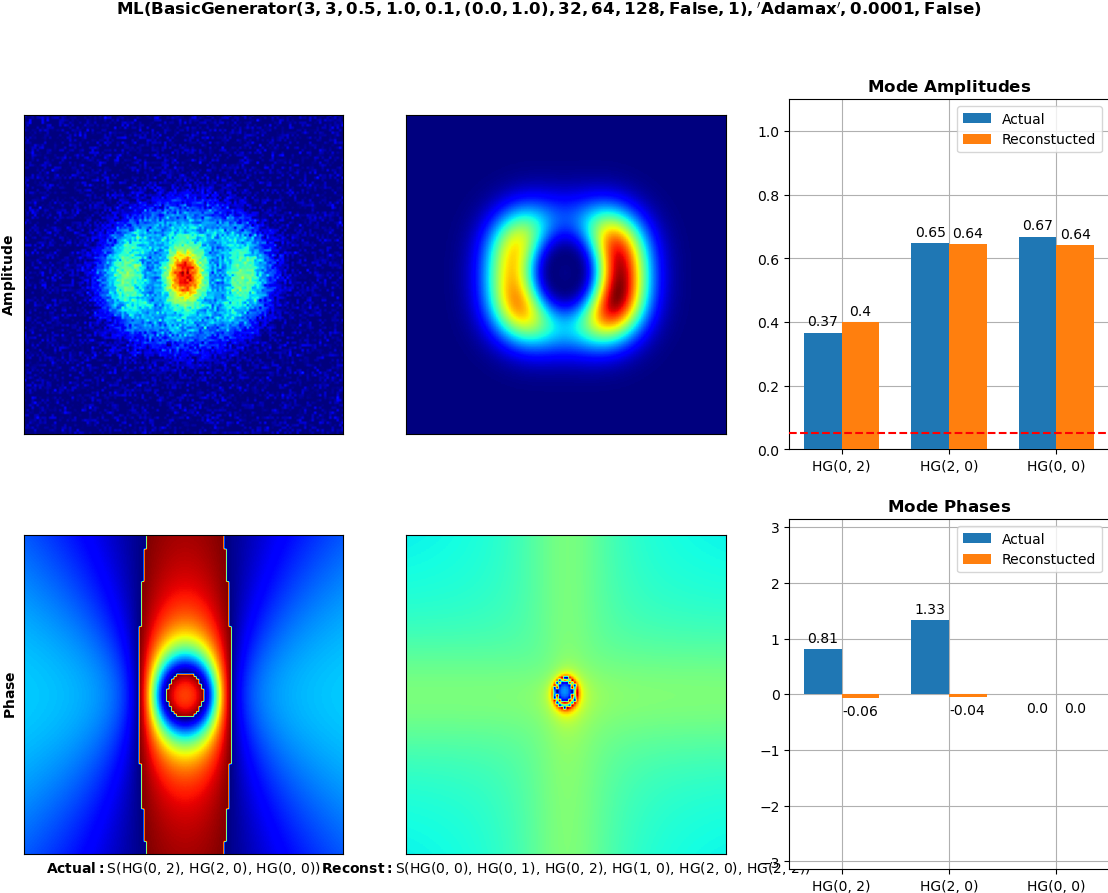 ML(BasicGenerator(3, 3, 0.5, 1.0, 0.1, (0.0, 1.0), 32, 64, 128, False, 1), ′Adamax′, 0.0001, False)
Amplitude
Mode Amplitudes
Actual
Reconstucted
1.0
0.8
0.6
0.4
0.2
0.0
0.37
0.4
0.65
0.64
0.67
0.64
HG(0, 2)
HG(2, 0)
HG(0, 0)
Phase
Mode Phases
Actual
Reconstucted
3
2
1
0
−1
−2
−3
0.81
-0.06
1.33
-0.04
0.0
0.0
HG(0, 2)
HG(2, 0)
HG(0, 0)
Actual: S(HG(0, 2), HG(2, 0), HG(0, 0)) Reconst: S(HG(0, 0), HG(0, 1), HG(0, 2), HG(1, 0), HG(2, 0), HG(2, 2))